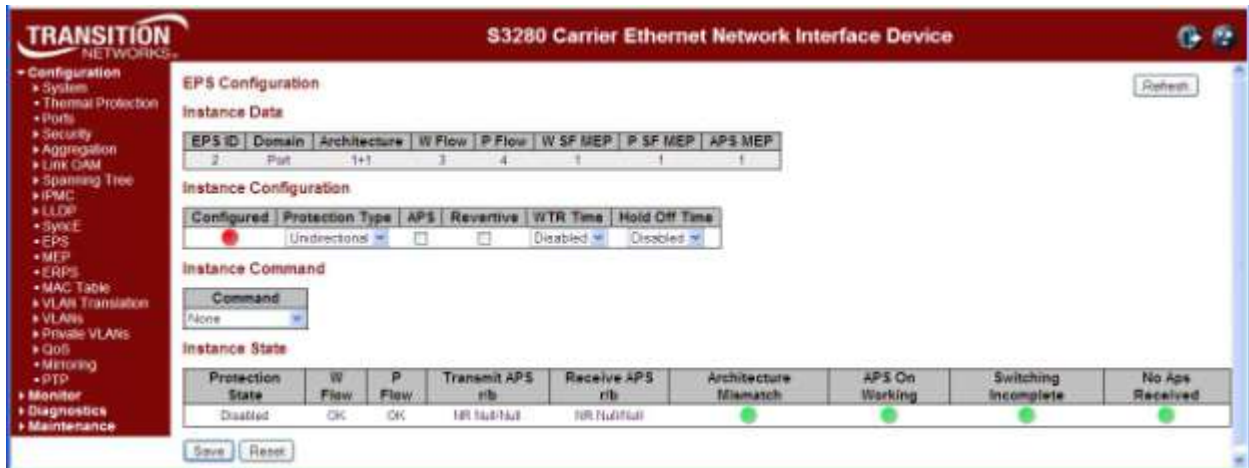 TRANSITION
NETWORKS
S3280 Carrier Ethernet Network Interface Device
Configuration
System
Thermal Protection
Ports
Security
Aggregation
Link OAM
Spanning Tree
IPMC
LLDP
SyncE
EPS
MEP
ERPS
MAC Table
VLAN Translation
VLANs
Private VLANs
QoS
Mirroring
PTP
Monitor
Diagnostics
Maintenance
EPS Configuration
Refresh
Instance Data
EPS ID Domain Architecture W Flow P Flow W SF MEP P SF MEP APS MEP
2 Port 1+1 3 4 1 1 1
Instance Configuration
Configured Protection Type APS Revertive WTR Time Hold Off Time
Unidirectional Disabled Disabled
Instance Command
Command
None
Instance State
Protection State W Flow P Flow Transmit APS r/b Receive APS r/b Architecture Mismatch APS On Working Switching Incomplete No Aps Received
Disabled OK OK NR Null/Null NR Null/Null
Save Reset